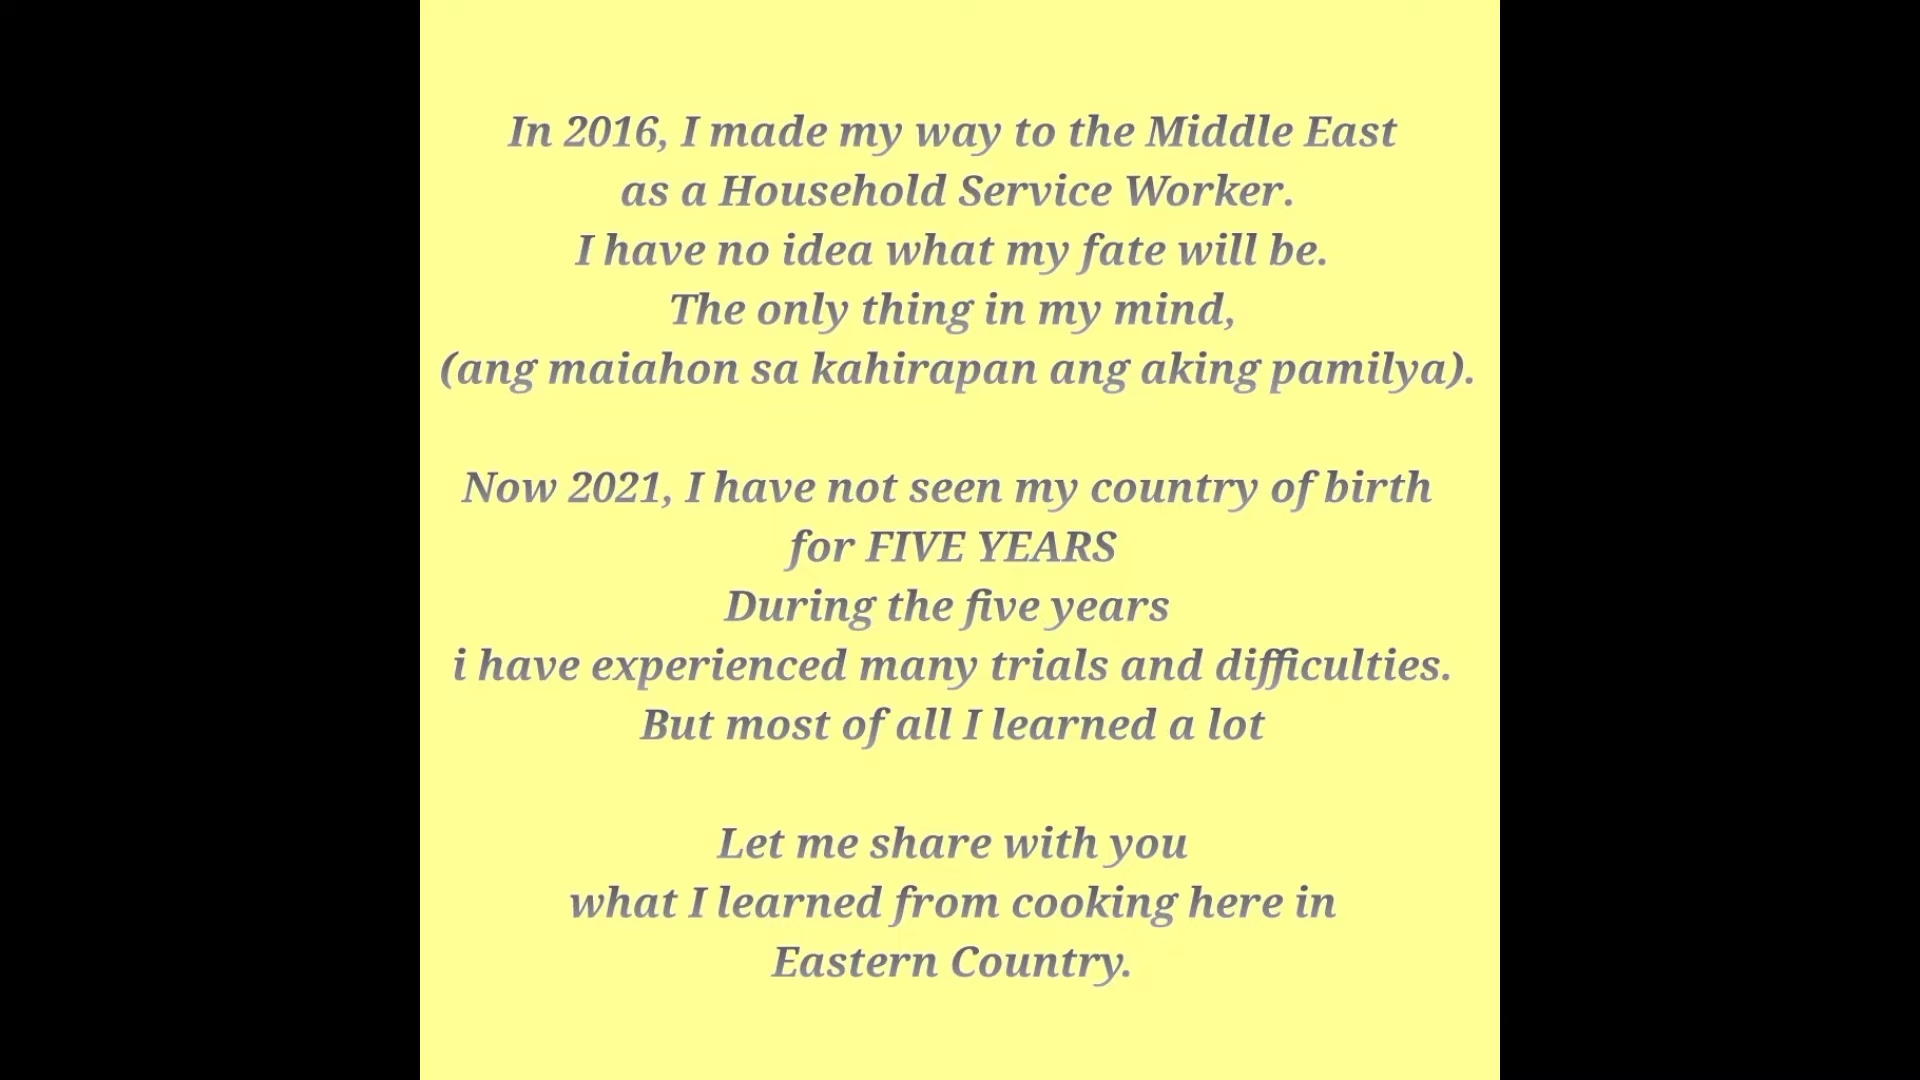 In 2016, I made my way to the Middle East
as a Household Service Worker.
I have no idea what my fate will be.
The only thing in my mind,
(ang maiahon sa kahirapan ang aking pamilya).
Now 2021, I have not seen my country of birth
for FIVE YEARS
During the five years
i have experienced many trials and difficulties.
But most of all I learned a lot
Let me share with you
what I learned from cooking here in
Eastern Country.